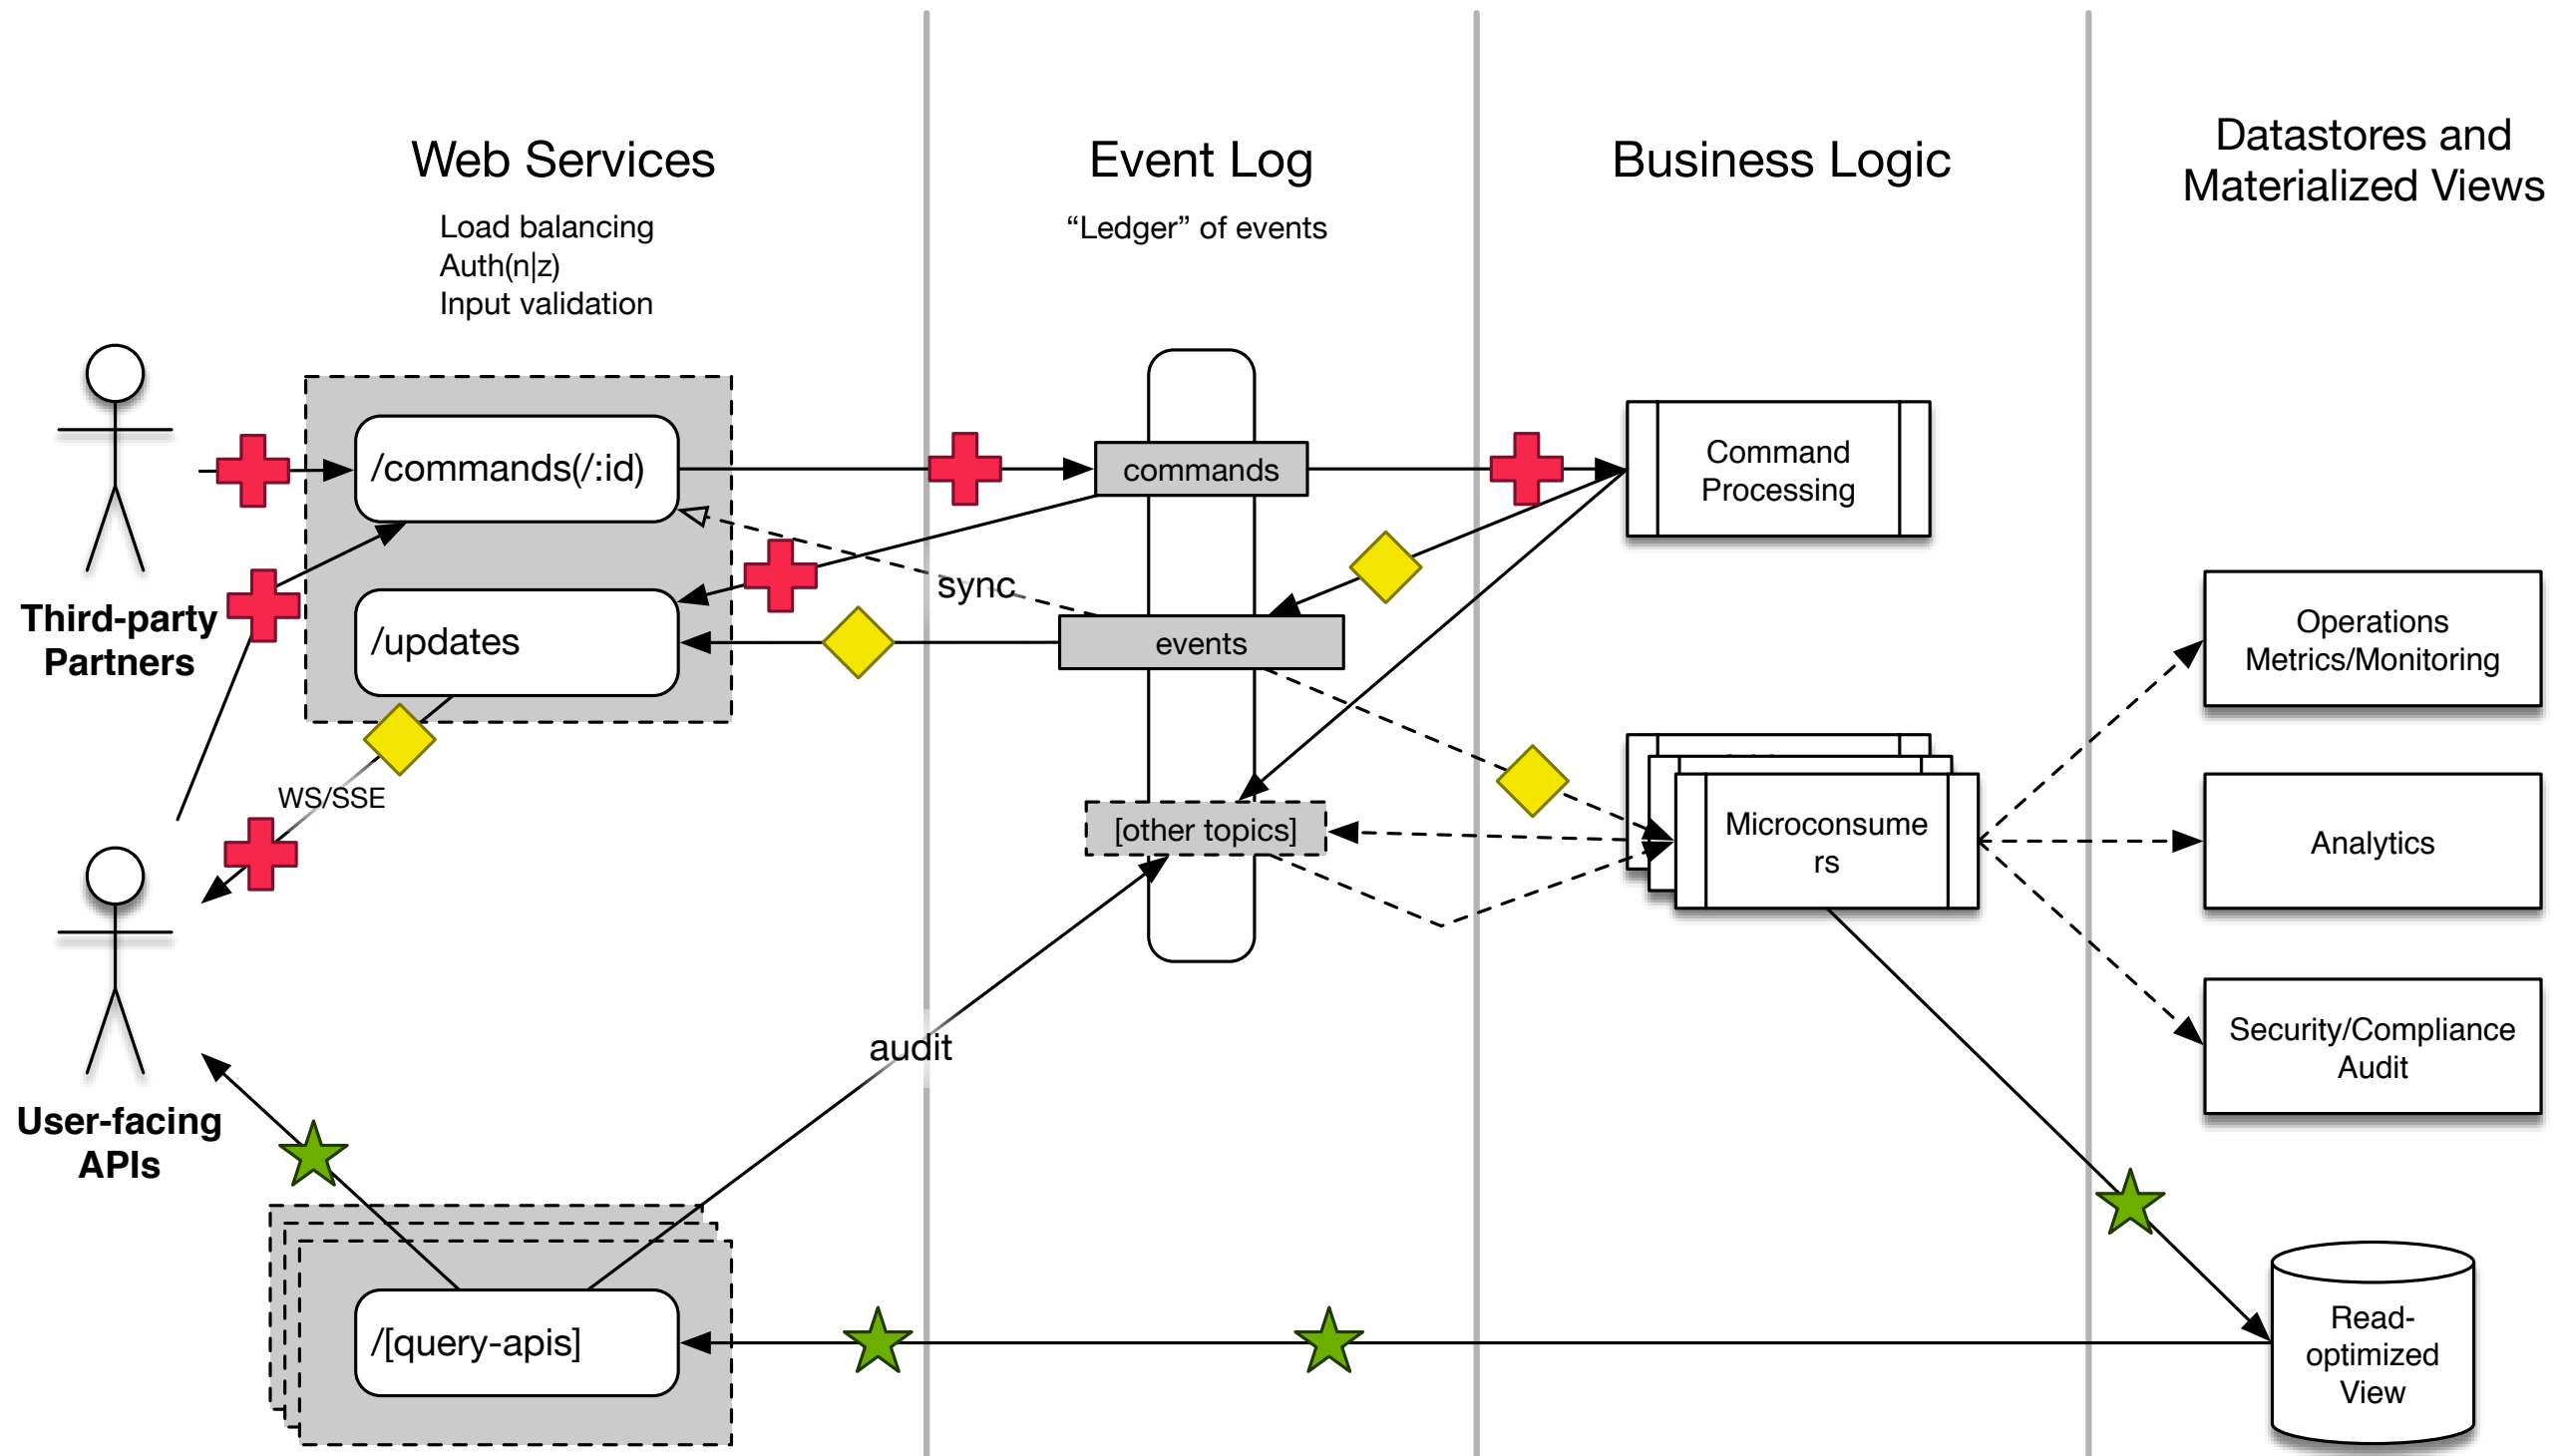 Web Services
Load balancing
Auth(n|z)
Input validation
Event Log
“Ledger” of events
Business Logic
Datastores and
Materialized Views
Third-party
Partners
/commands(/:id)
/updates
WS/SSE
sync
commands
events
[other topics]
Command
Processing
Microconsume
rs
Operations
Metrics/Monitoring
Analytics
Security/Compliance
Audit
User-facing
APIs
audit
/[query-apis]
Read-
optimized
View